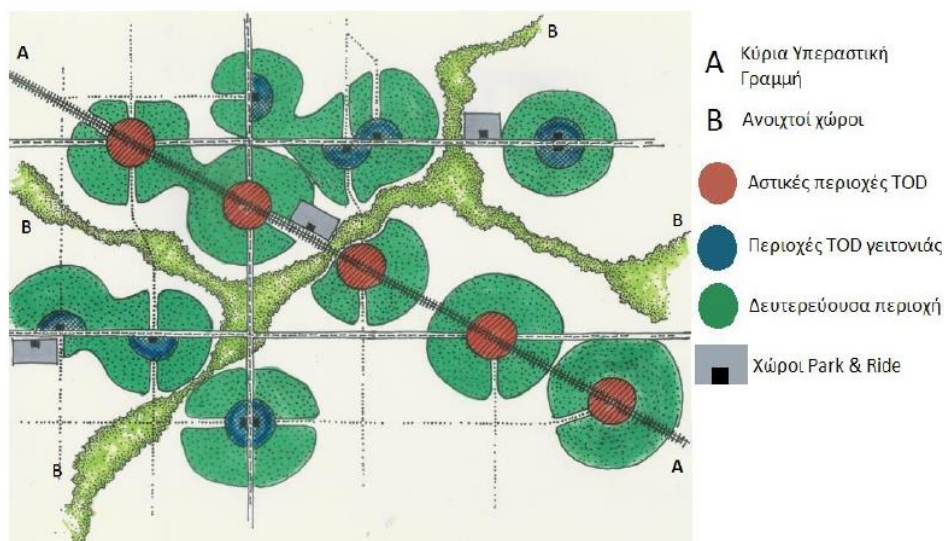 A
B
A
B
B
B
A
A Κύρια Υπεραστική
Γραμμή
B Ανοιχτοί χώροι
Αστικές περιοχές TOD
Περιοχές TOD γειτονιάς
Δευτερεύουσα περιοχή
Χώροι Park & Ride